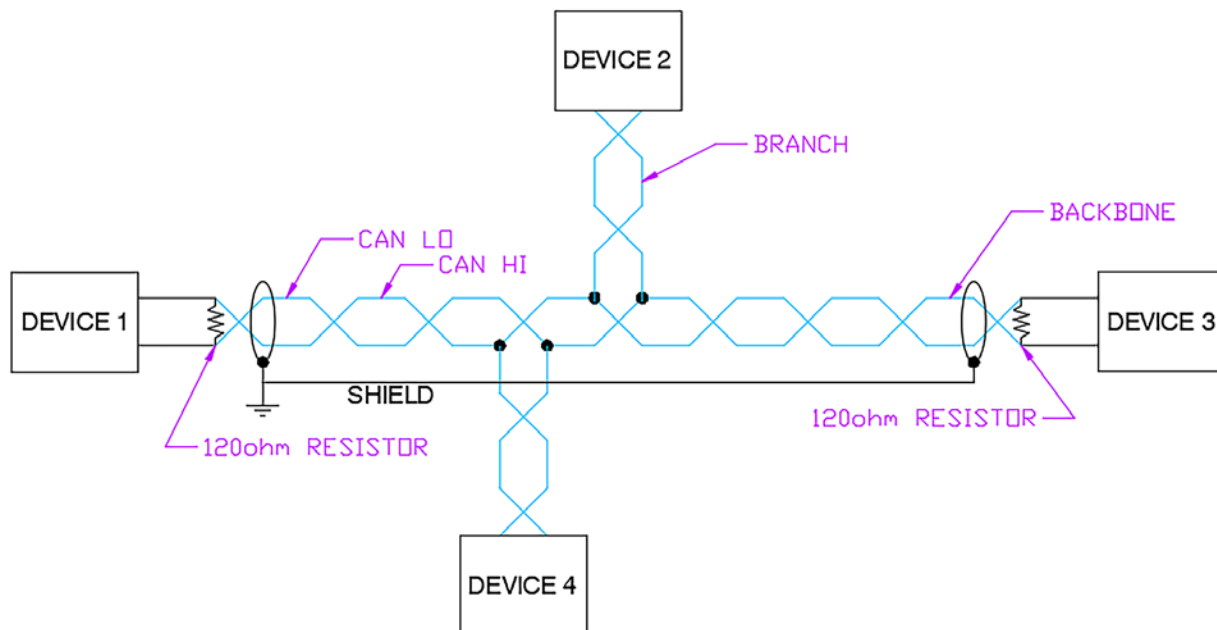 DEVICE 2
BRANCH
BACKBONE
CAN LO
CAN HI
DEVICE 1
DEVICE 3
SHIELD
120ohm RESISTOR
120ohm RESISTOR
DEVICE 4